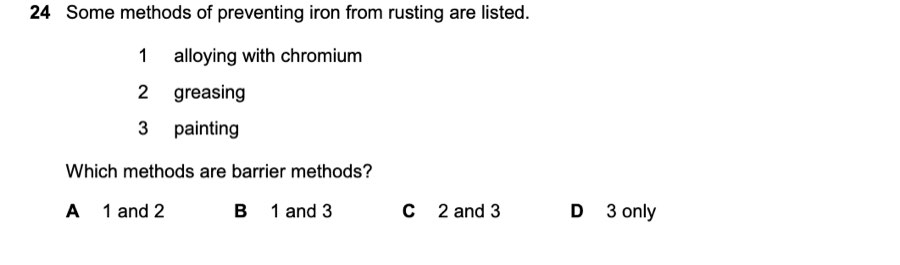 24 Some methods of preventing iron from rusting are listed.
1 alloying with chromium
2 greasing
3 painting
Which methods are barrier methods?
A 1 and 2 B 1 and 3 C 2 and 3 D 3 only